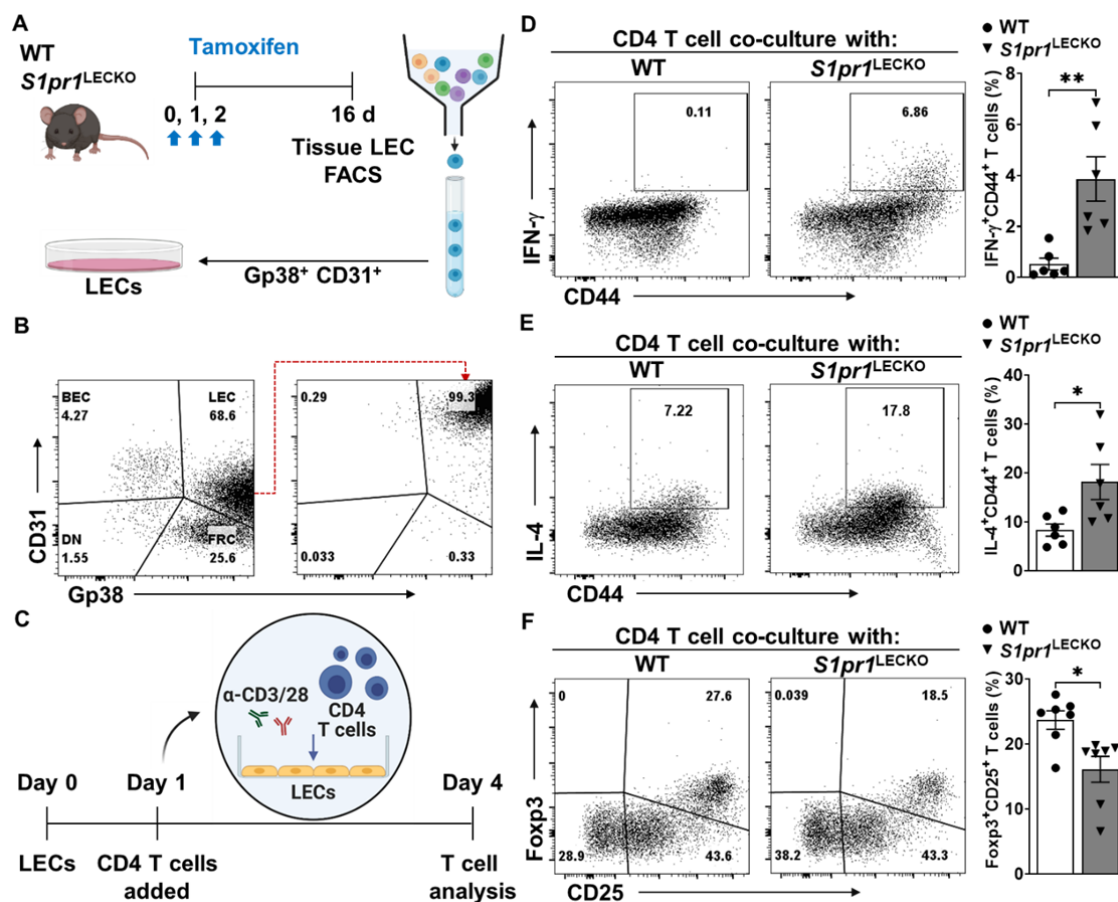 A
WT
S1pr1LECKO
Tamoxifen
0, 1, 2
16 d
Tissue LEC
FACS
Gp38+ CD31+
LECs
B
BEC
4.27
LEC
68.6
DN
1.55
FRC
25.6
0.29
99.3
0.033
0.33
CD31
Gp38
C
α-CD3/28
CD4
T cells
LECs
Day 0
Day 1
Day 4
LECs
CD4 T cells
added
T cell
analysis
D
CD4 T cell co-culture with:
WT
S1pr1LECKO
0.11
6.86
IFN-γ
CD44
WT
S1pr1LECKO
IFN-γ+CD44+ T cells (%)
8
6
4
2
0
**
E
CD4 T cell co-culture with:
WT
S1pr1LECKO
7.22
17.8
IL-4
CD44
WT
S1pr1LECKO
IL-4+CD44+ T cells (%)
40
30
20
10
0
*
F
CD4 T cell co-culture with:
WT
S1pr1LECKO
0
27.6
28.9
43.6
0.039
18.5
38.2
43.3
Foxp3
CD25
WT
S1pr1LECKO
Foxp3+CD25+ T cells (%)
30
20
10
0
*